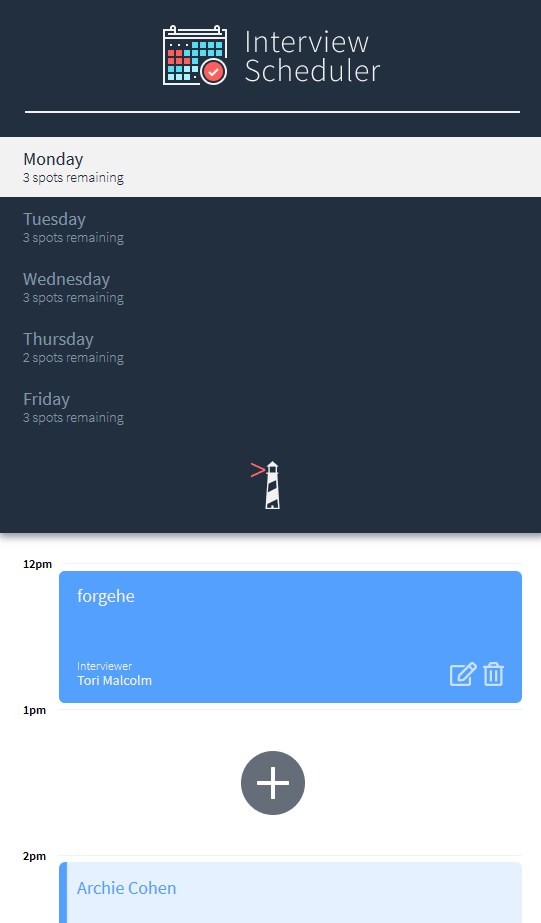 Interview
Scheduler
Monday
3 spots remaining
Tuesday
3 spots remaining
Wednesday
3 spots remaining
Thursday
2 spots remaining
Friday
3 spots remaining
12pm
forgehe
Interviewer
Tori Malcolm
1pm
2pm
Archie Cohen